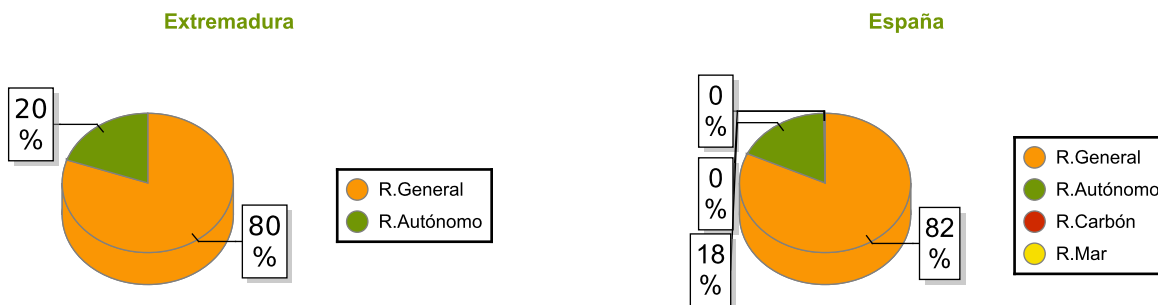 Extremadura
20
%
80
%
R.General
R.Autónomo
España
0
%
0
%
18
%
82
%
R.General
R.Autónomo
R.Carbón
R.Mar